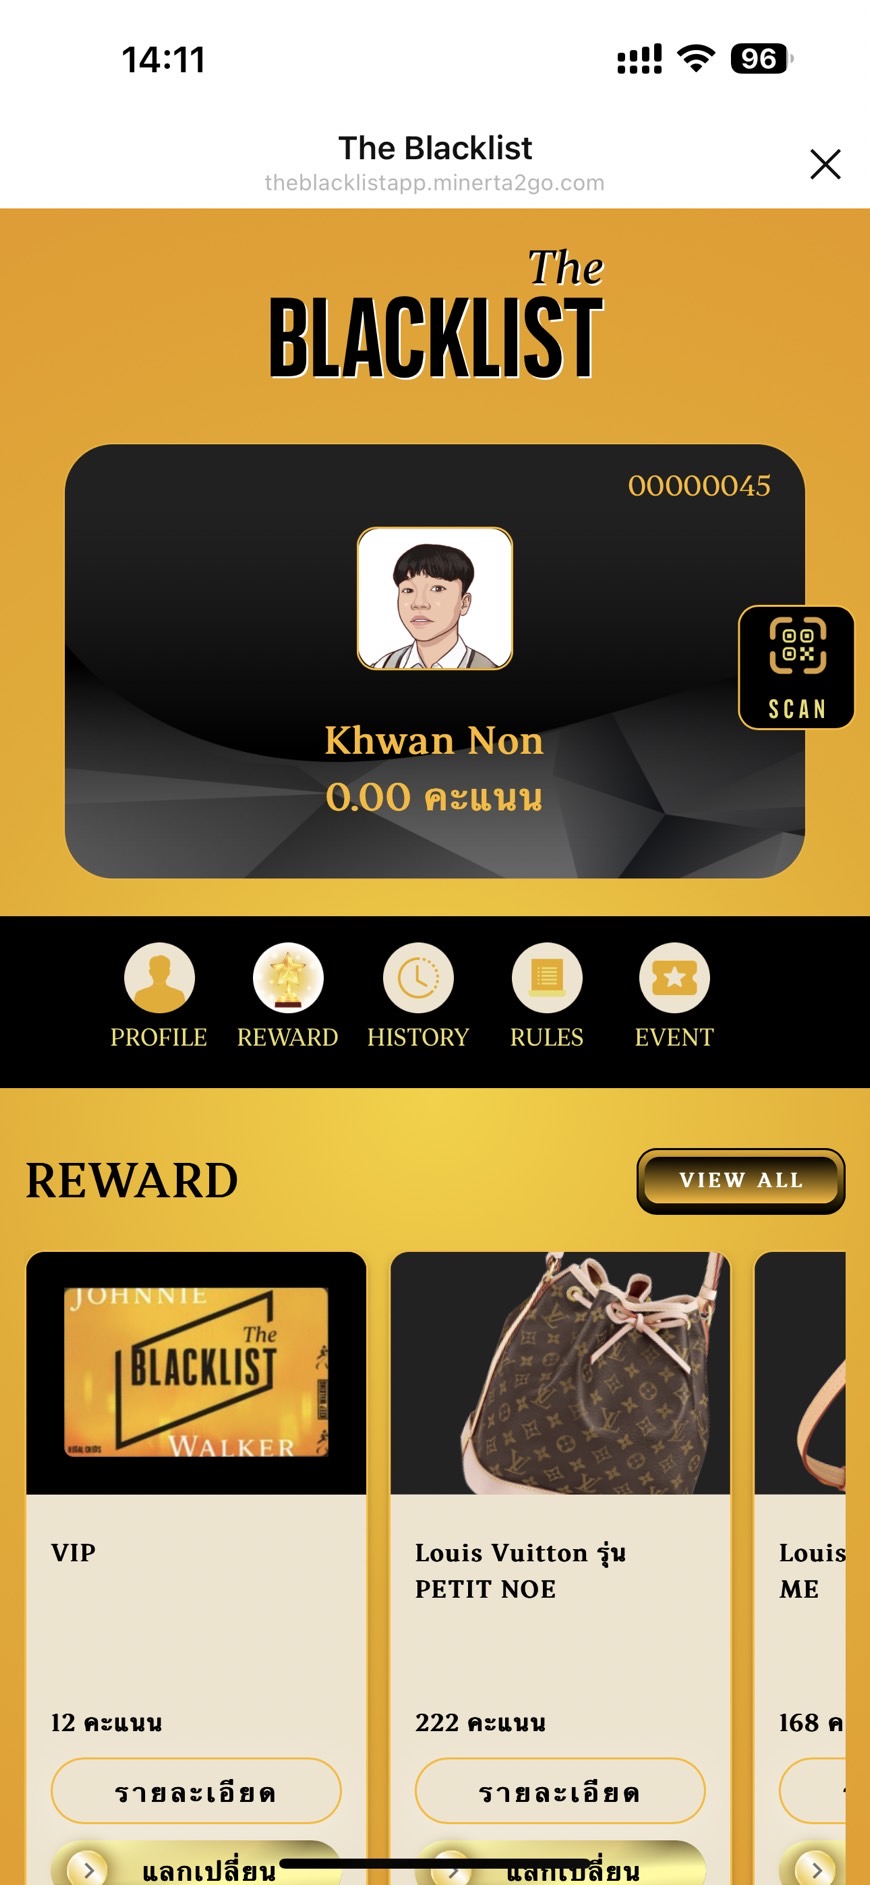 14:11
96
The Blacklist
theblacklistapp.minerta2go.com
The
BLACKLIST
00000045
SCAN
Khwan Non
0.00 คะแนน
PROFILE REWARD HISTORY RULES EVENT
REWARD
VIEW ALL
JOHNNIE
The
BLACKLIST
KEEP WALKING
WALKER
VIP
Louis Vuitton รุ่น
PETIT NOE
Louis
ME
12 คะแนน
222 คะแนน
168 ค
รายละเอียด
รายละเอียด
แลกเปลี่ยน
แลกเปลี่ยน